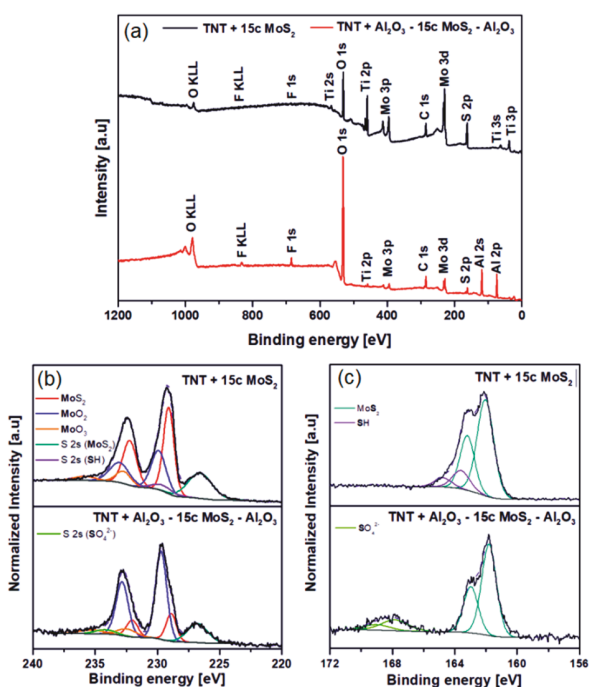 (a)
TNT + 15c MoS₂
TNT + Al₂O₃ - 15c MoS₂ - Al₂O₃
O KLL
F KLL
F 1s
Ti 2s
O 1s
Ti 2p
Mo 3p
C 1s
Mo 3d
S 2p
Ti 3s
Ti 3p
O KLL
F KLL
F 1s
O 1s
Ti 2p
Mo 3p
C 1s
Mo 3d
S 2p
Al 2s
Al 2p
Intensity [a.u]
1200 1000 800 600 400 200 0
Binding energy [eV]
(b)
TNT + 15c MoS₂
MoS₂
MoO₂
MoO₃
S 2s (MoS₂)
S 2s (SH)
TNT + Al₂O₃ - 15c MoS₂ - Al₂O₃
S 2s (SO₄²⁻)
Normalized Intensity [a.u]
240 235 230 225 220
Binding energy [eV]
(c)
TNT + 15c MoS₂
MoS₂
SH
TNT + Al₂O₃ - 15c MoS₂ - Al₂O₃
SO₄²⁻
Normalized Intensity [a.u]
172 168 164 160 156
Binding energy [eV]